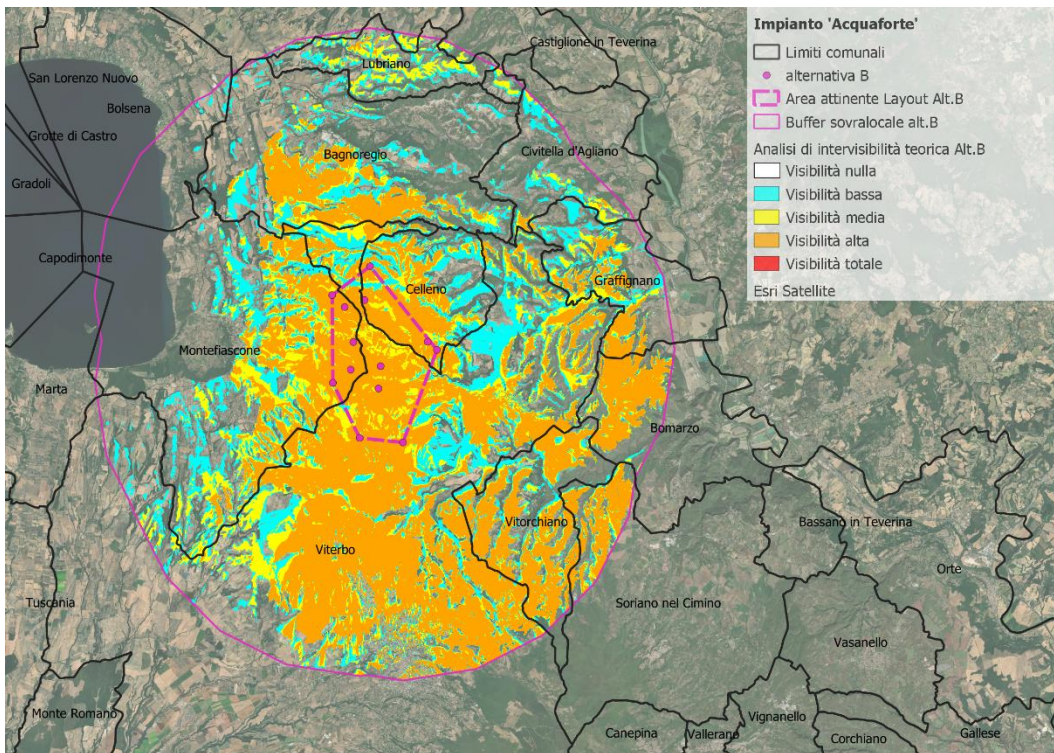 Impianto 'Acquaforte'
Limiti comunali
alternativa B
Area attinente Layout Alt.B
Buffer sovralocale alt.B
Analisi di intervisibilità teorica Alt.B
Visibilità nulla
Visibilità bassa
Visibilità media
Visibilità alta
Visibilità totale
Esri Satellite
Castiglione in Teverina
Lubriano
San Lorenzo Nuovo
Bolsena
Grotte di Castro
Bagnoregio
Civitella d'Agliano
Gradoli
Capodimonte
Celleno
Graffignano
Montefiascone
Marta
Bomarzo
Vitorchiano
Bassano in Teverina
Viterbo
Orte
Tuscania
Soriano nel Cimino
Vasanello
Monte Romano
Vignanello
Canepina
Vallerano
Corchiano
Gallese